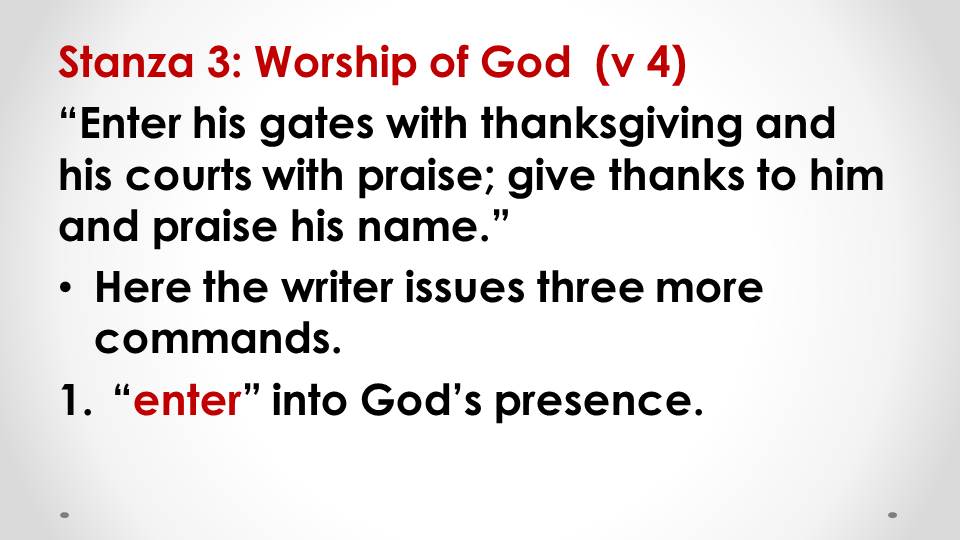 Stanza 3: Worship of God  (v 4)
“Enter his gates with thanksgiving and
his courts with praise; give thanks to him
and praise his name.”
• Here the writer issues three more
commands.
1. “enter” into God’s presence.